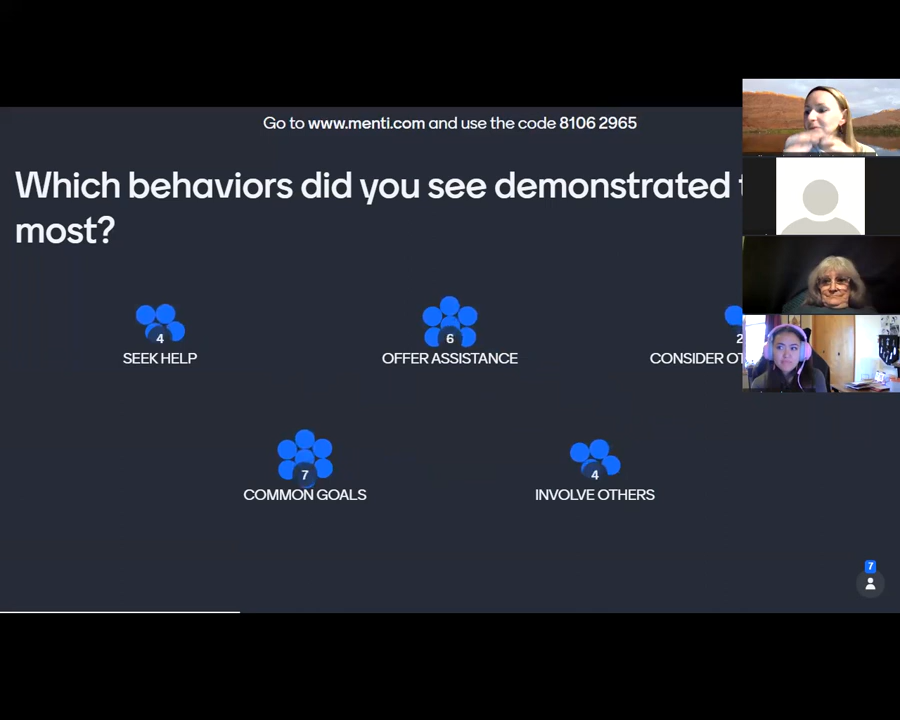 Go to www.menti.com and use the code 8106 2965
Which behaviors did you see demonstrated
most?
4
6
2
SEEK HELP
OFFER ASSISTANCE
CONSIDER
7
4
COMMON GOALS
INVOLVE OTHERS
7